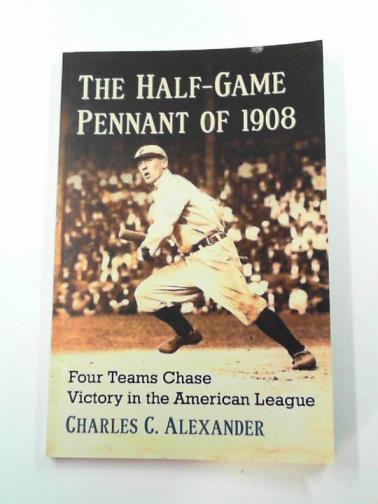 THE HALF-GAME
PENNANT OF 1908
Four Teams Chase
Victory in the American League
CHARLES C. ALEXANDER